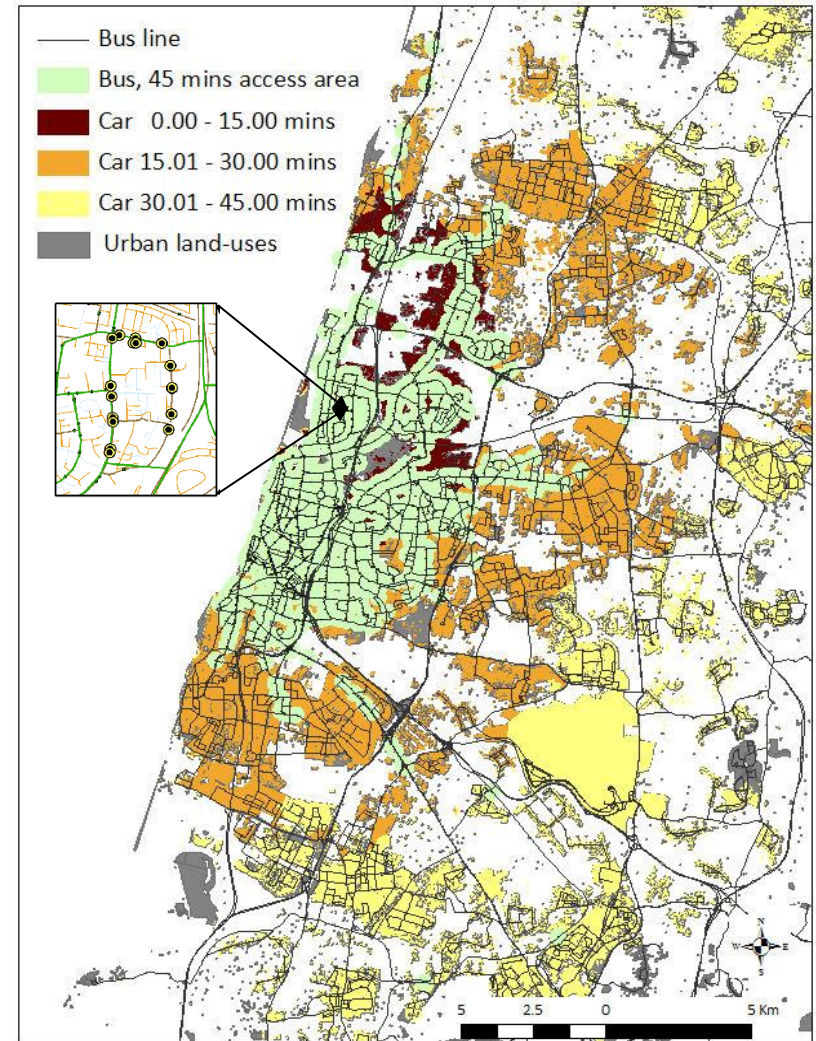 Bus line
Bus, 45 mins access area
Car 0.00 - 15.00 mins
Car 15.01 - 30.00 mins
Car 30.01 - 45.00 mins
Urban land-uses
N
W E
S
5 2.5 0 5 Km